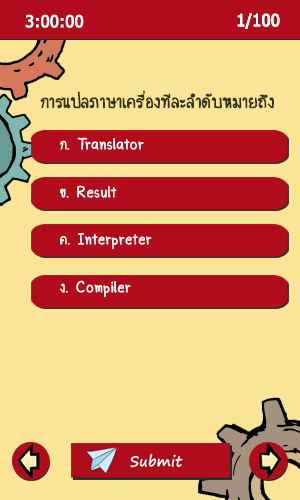 3:00:00 1/100
การแปลภาษาเครื่องทีละลำดับหมายถึง
ก. Translator
ข. Result
ค. Interpreter
ง. Compiler
Submit